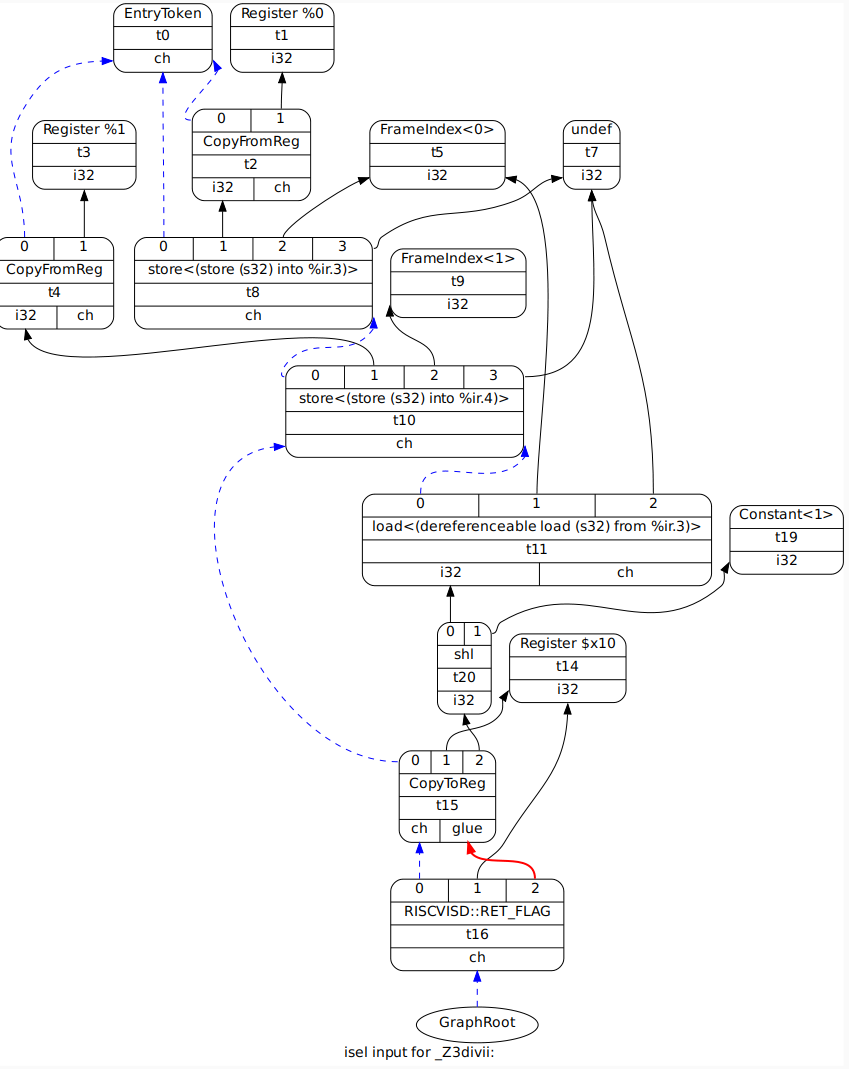 EntryToken
t0
ch
Register %0
t1
i32
Register %1
t3
i32
0 1
CopyFromReg
t2
i32 ch
FrameIndex<0>
t5
i32
undef
t7
i32
0 1
CopyFromReg
t4
i32 ch
0 1 2 3
store<(store (s32) into %ir.3)>
t8
ch
FrameIndex<1>
t9
i32
0 1 2 3
store<(store (s32) into %ir.4)>
t10
ch
0 1 2
load<(dereferenceable load (s32) from %ir.3)>
t11
i32 ch
Constant<1>
t19
i32
0 1
shl
t20
i32
Register $x10
t14
i32
0 1 2
CopyToReg
t15
ch glue
0 1 2
RISCVISD::RET_FLAG
t16
ch
GraphRoot
isel input for _Z3divii: